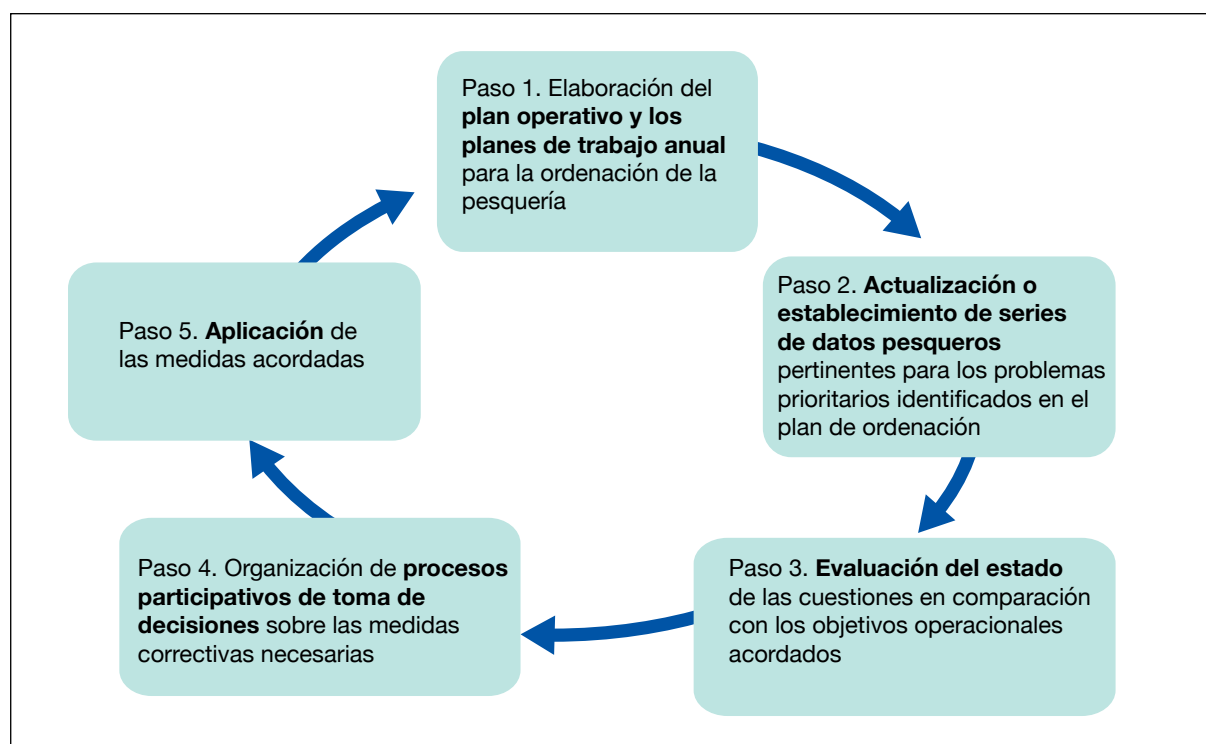 Paso 1. Elaboración del
plan operativo y los
planes de trabajo anual
para la ordenación de la
pesquería
Paso 2. Actualización o
establecimiento de series
de datos pesqueros
pertinentes para los problemas
prioritarios identificados en el
plan de ordenación
Paso 3. Evaluación del estado
de las cuestiones en comparación
con los objetivos operacionales
acordados
Paso 4. Organización de procesos
participativos de toma de
decisiones sobre las medidas
correctivas necesarias
Paso 5. Aplicación de
las medidas acordadas